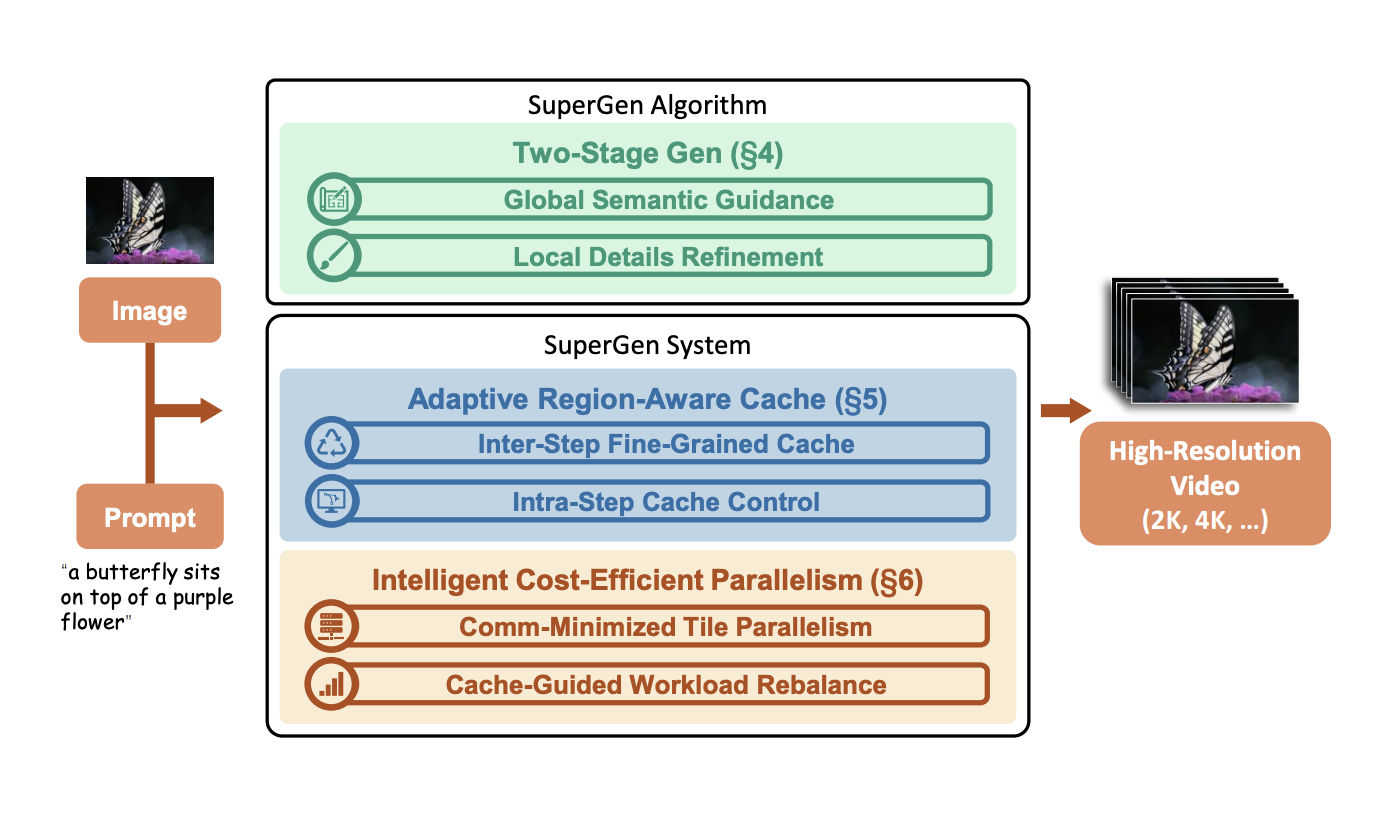 SuperGen Algorithm
Two-Stage Gen (§4)
Global Semantic Guidance
Local Details Refinement
Image
SuperGen System
Adaptive Region-Aware Cache (§5)
Inter-Step Fine-Grained Cache
Intra-Step Cache Control
Prompt
"a butterfly sits
on top of a purple
flower"
Intelligent Cost-Efficient Parallelism (§6)
Comm-Minimized Tile Parallelism
Cache-Guided Workload Rebalance
High-Resolution
Video
(2K, 4K, ...)